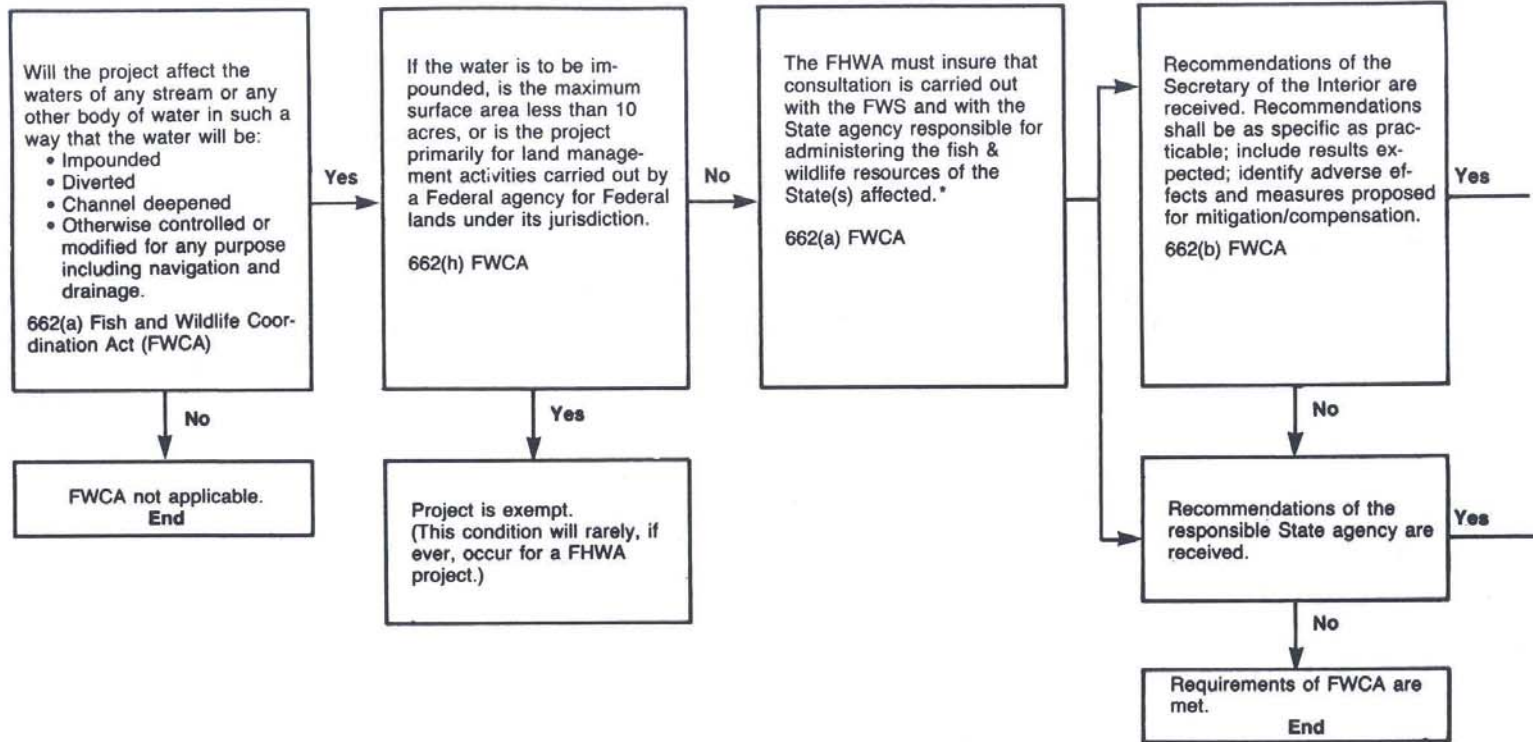 Will the project affect the
waters of any stream or any
other body of water in such a
way that the water will be:
• Impounded
• Diverted
• Channel deepened
• Otherwise controlled or
modified for any purpose
including navigation and
drainage.
662(a) Fish and Wildlife Coor-
dination Act (FWCA)
Yes
No
FWCA not applicable.
End
If the water is to be im-
pounded, is the maximum
surface area less than 10
acres, or is the project
primarily for land manage-
ment activities carried out by
a Federal agency for Federal
lands under its jurisdiction.
662(h) FWCA
No
Yes
Project is exempt.
(This condition will rarely, if
ever, occur for a FHWA
project.)
The FHWA must insure that
consultation is carried out
with the FWS and with the
State agency responsible for
administering the fish &
wildlife resources of the
State(s) affected.*
662(a) FWCA
Recommendations of the
Secretary of the Interior are
received. Recommendations
shall be as specific as prac-
ticable; include results ex-
pected; identify adverse ef-
fects and measures proposed
for mitigation/compensation.
662(b) FWCA
Yes
No
Recommendations of the
responsible State agency are
received.
Yes
No
Requirements of FWCA are
met.
End